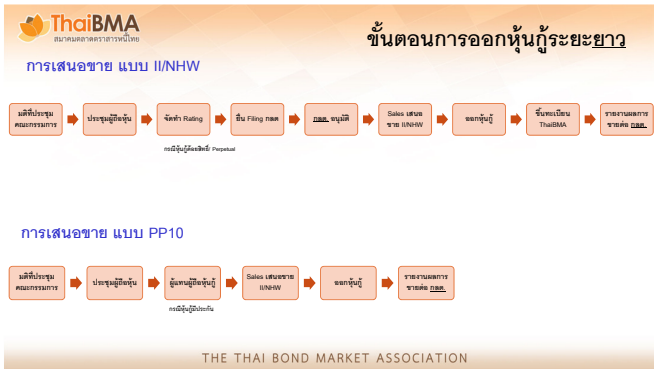 ThaiBMA
สมาคมตลาดตราสารหนี้ไทย
ขั้นตอนการออกหุ้นกู้ระยะยาว
การเสนอขาย แบบ II/NHW
มติที่ประชุม
คณะกรรมการ
ประชุมผู้ถือหุ้น
จัดทำ Rating
ยื่น Filing กลต
กลต. อนุมัติ
Sales เสนอ
ขาย II/NHW
ออกหุ้นกู้
ขึ้นทะเบียน
ThaiBMA
รายงานผลการ
ขายต่อ กลต.
กรณีหุ้นกู้ด้อยสิทธิ์/ Perpetual
การเสนอขาย แบบ PP10
มติที่ประชุม
คณะกรรมการ
ประชุมผู้ถือหุ้น
ผู้แทนผู้ถือหุ้นกู้
Sales เสนอขาย
II/NHW
ออกหุ้นกู้
รายงานผลการ
ขายต่อ กลต.
กรณีหุ้นกู้มีประกัน
THE THAI BOND MARKET ASSOCIATION